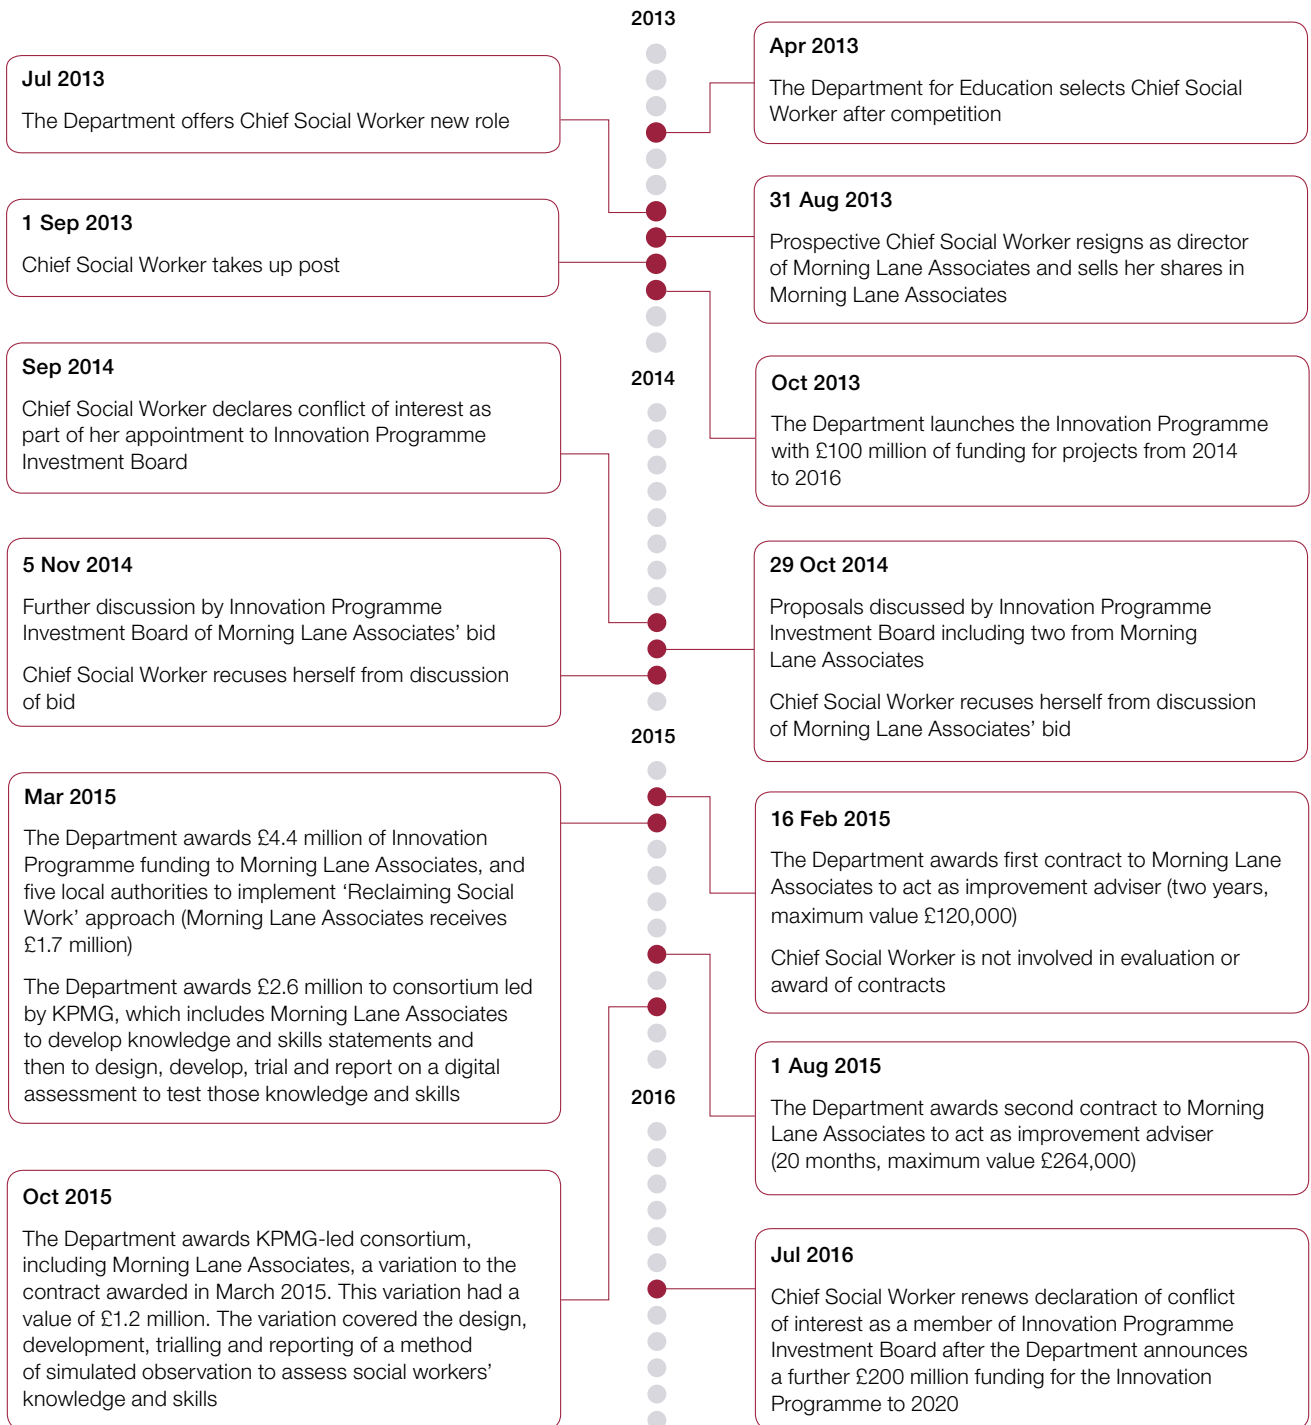 2013
Apr 2013
The Department for Education selects Chief Social
Worker after competition
Jul 2013
The Department offers Chief Social Worker new role
31 Aug 2013
Prospective Chief Social Worker resigns as director
of Morning Lane Associates and sells her shares in
Morning Lane Associates
1 Sep 2013
Chief Social Worker takes up post
Oct 2013
The Department launches the Innovation Programme
with £100 million of funding for projects from 2014
to 2016
2014
Sep 2014
Chief Social Worker declares conflict of interest as
part of her appointment to Innovation Programme
Investment Board
29 Oct 2014
Proposals discussed by Innovation Programme
Investment Board including two from Morning
Lane Associates
Chief Social Worker recuses herself from discussion
of Morning Lane Associates’ bid
5 Nov 2014
Further discussion by Innovation Programme
Investment Board of Morning Lane Associates’ bid
Chief Social Worker recuses herself from discussion
of bid
2015
16 Feb 2015
The Department awards first contract to Morning Lane
Associates to act as improvement adviser (two years,
maximum value £120,000)
Chief Social Worker is not involved in evaluation or
award of contracts
Mar 2015
The Department awards £4.4 million of Innovation
Programme funding to Morning Lane Associates, and
five local authorities to implement ‘Reclaiming Social
Work’ approach (Morning Lane Associates receives
£1.7 million)
The Department awards £2.6 million to consortium led
by KPMG, which includes Morning Lane Associates
to develop knowledge and skills statements and
then to design, develop, trial and report on a digital
assessment to test those knowledge and skills
1 Aug 2015
The Department awards second contract to Morning
Lane Associates to act as improvement adviser
(20 months, maximum value £264,000)
Oct 2015
The Department awards KPMG-led consortium,
including Morning Lane Associates, a variation to the
contract awarded in March 2015. This variation had a
value of £1.2 million. The variation covered the design,
development, trialling and reporting of a method
of simulated observation to assess social workers’
knowledge and skills
2016
Jul 2016
Chief Social Worker renews declaration of conflict
of interest as a member of Innovation Programme
Investment Board after the Department announces
a further £200 million funding for the Innovation
Programme to 2020